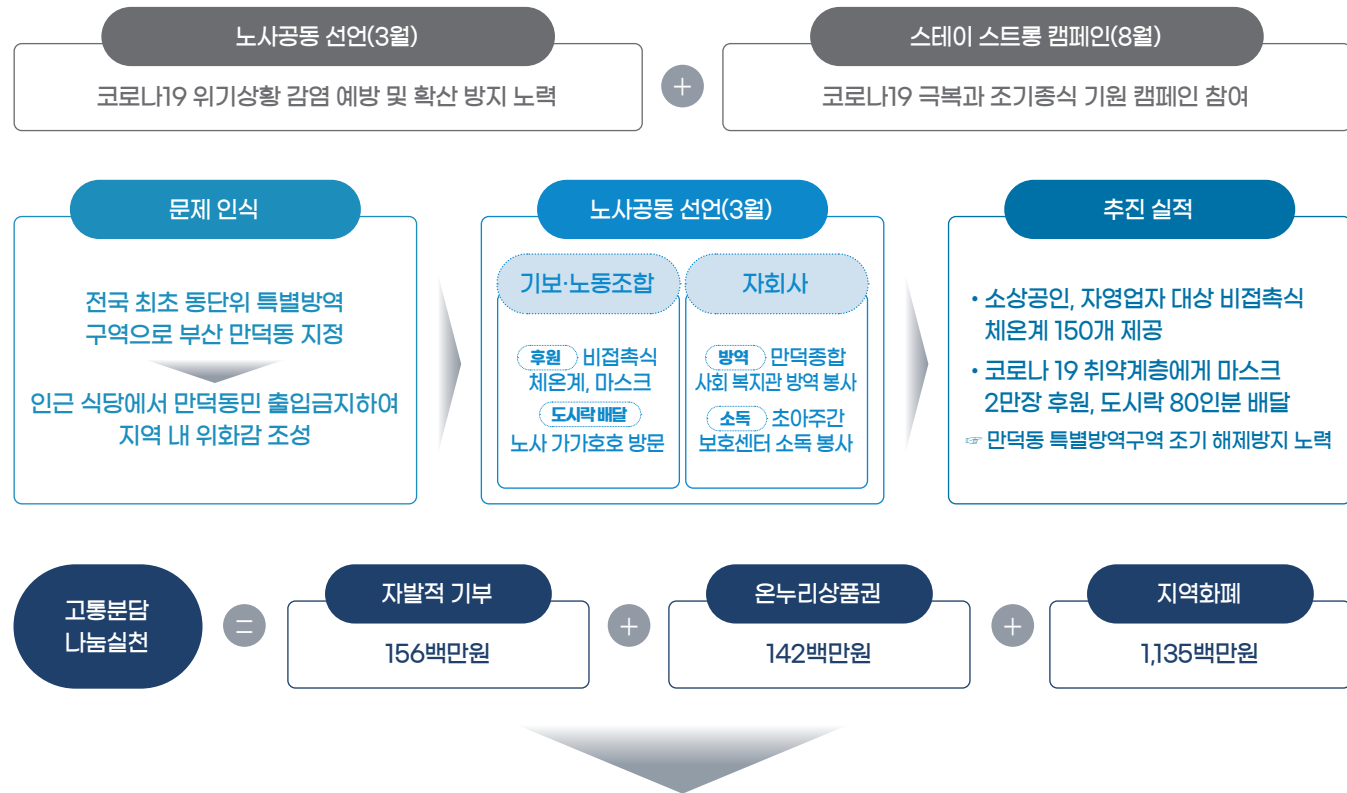 노사공동 선언(3월)
코로나19 위기상황 감염 예방 및 확산 방지 노력
+
스테이 스트롱 캠페인(8월)
코로나19 극복과 조기종식 기원 캠페인 참여
문제 인식
전국 최초 동단위 특별방역
구역으로 부산 만덕동 지정
인근 식당에서 만덕동민 출입금지하여
지역 내 위화감 조성
노사공동 선언(3월)
기보·노동조합
후원 비접촉식
체온계, 마스크
도시락 배달
노사 가가호호 방문
자회사
방역 만덕종합
사회 복지관 방역 봉사
소독 초아주간
보호센터 소독 봉사
추진 실적
• 소상공인, 자영업자 대상 비접촉식
체온계 150개 제공
• 코로나 19 취약계층에게 마스크
2만장 후원, 도시락 80인분 배달
☞ 만덕동 특별방역구역 조기 해제방지 노력
고통분담
나눔실천
=
자발적 기부
156백만원
+
온누리상품권
142백만원
+
지역화폐
1,135백만원